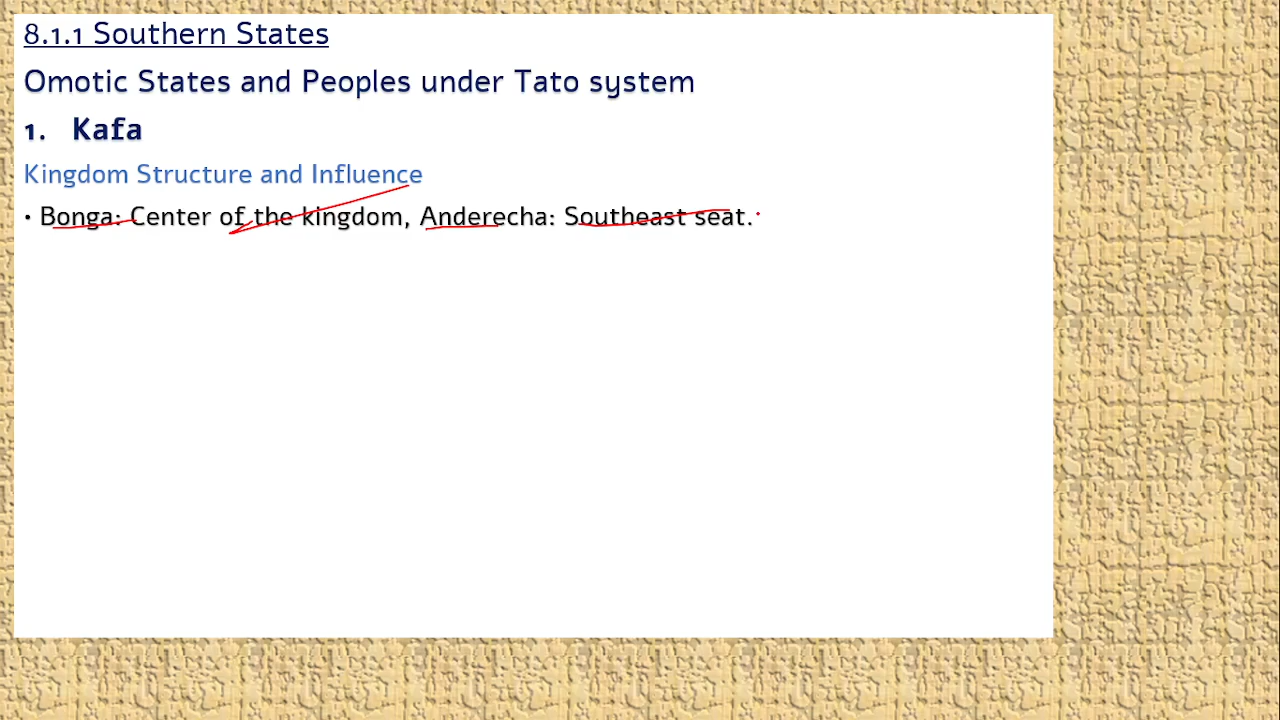 8.1.1 Southern States
Omotic States and Peoples under Tato system
1. Kafa
Kingdom Structure and Influence
• Bonga: Center of the kingdom, Anderecha: Southeast seat.